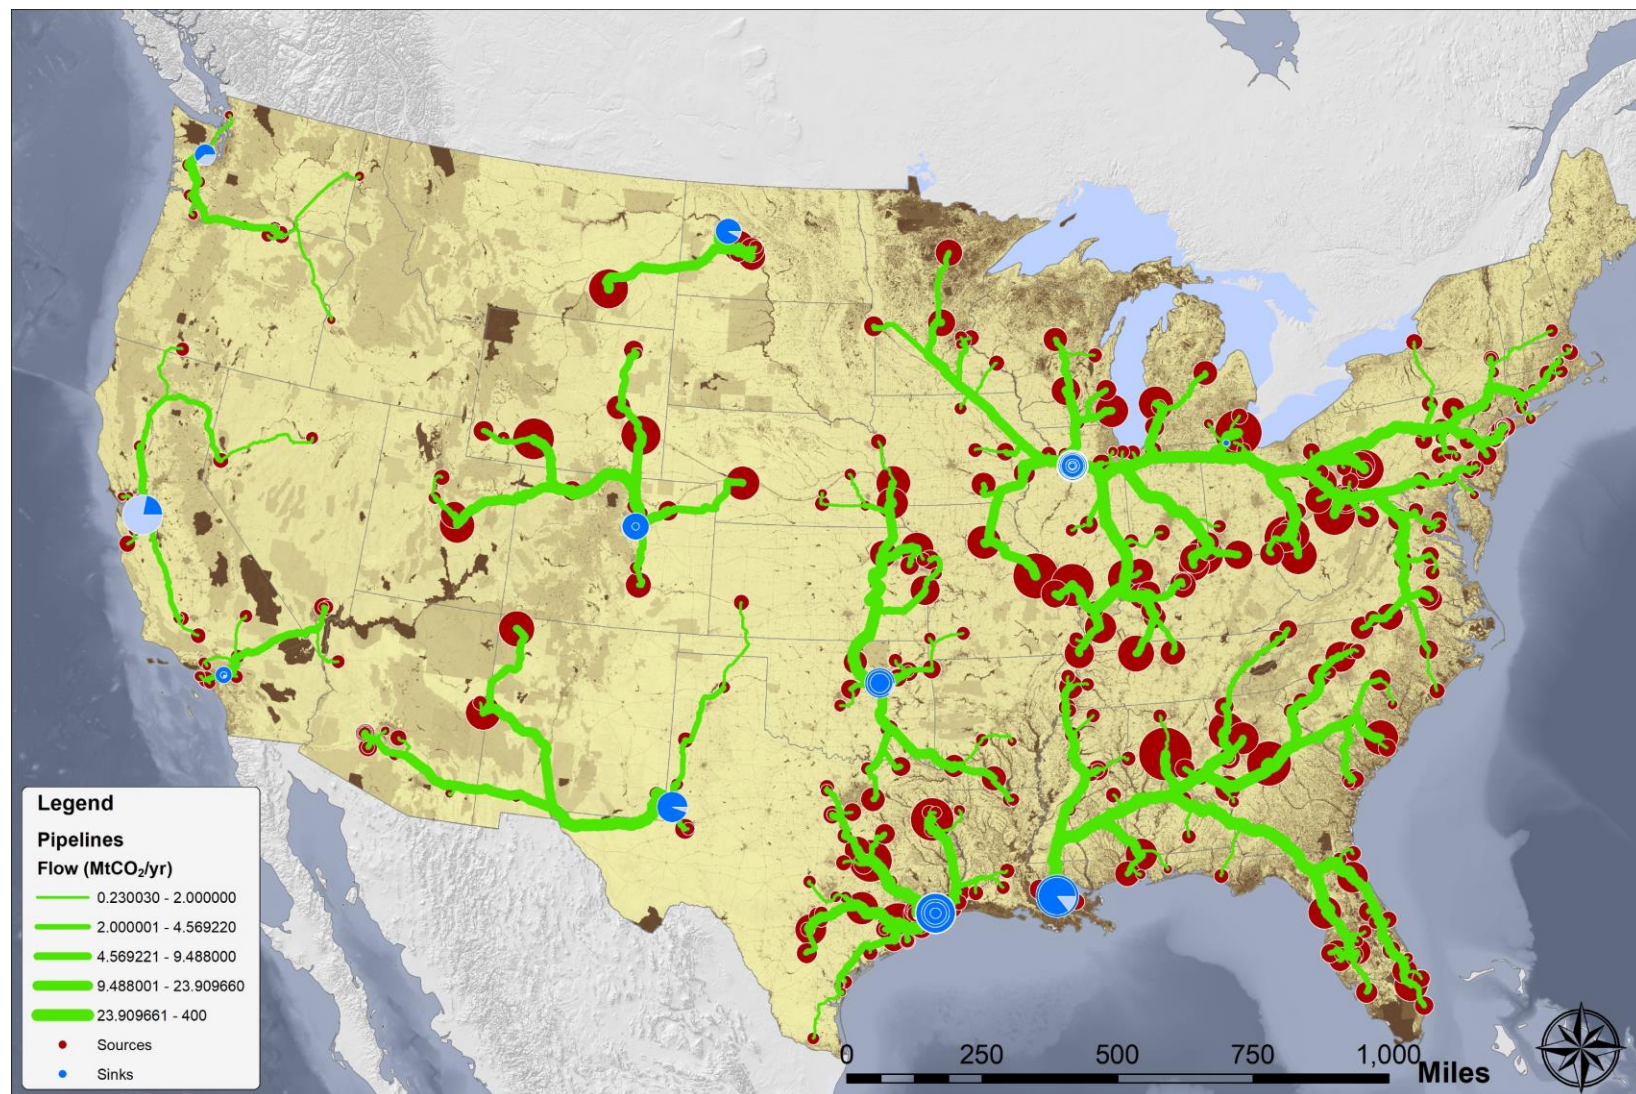 Legend
Pipelines
Flow (MtCO₂/yr)
0.230030 - 2.000000
2.000001 - 4.569220
4.569221 - 9.488000
9.488001 - 23.909660
23.909661 - 400
Sources
Sinks
0 250 500 750 1,000 Miles